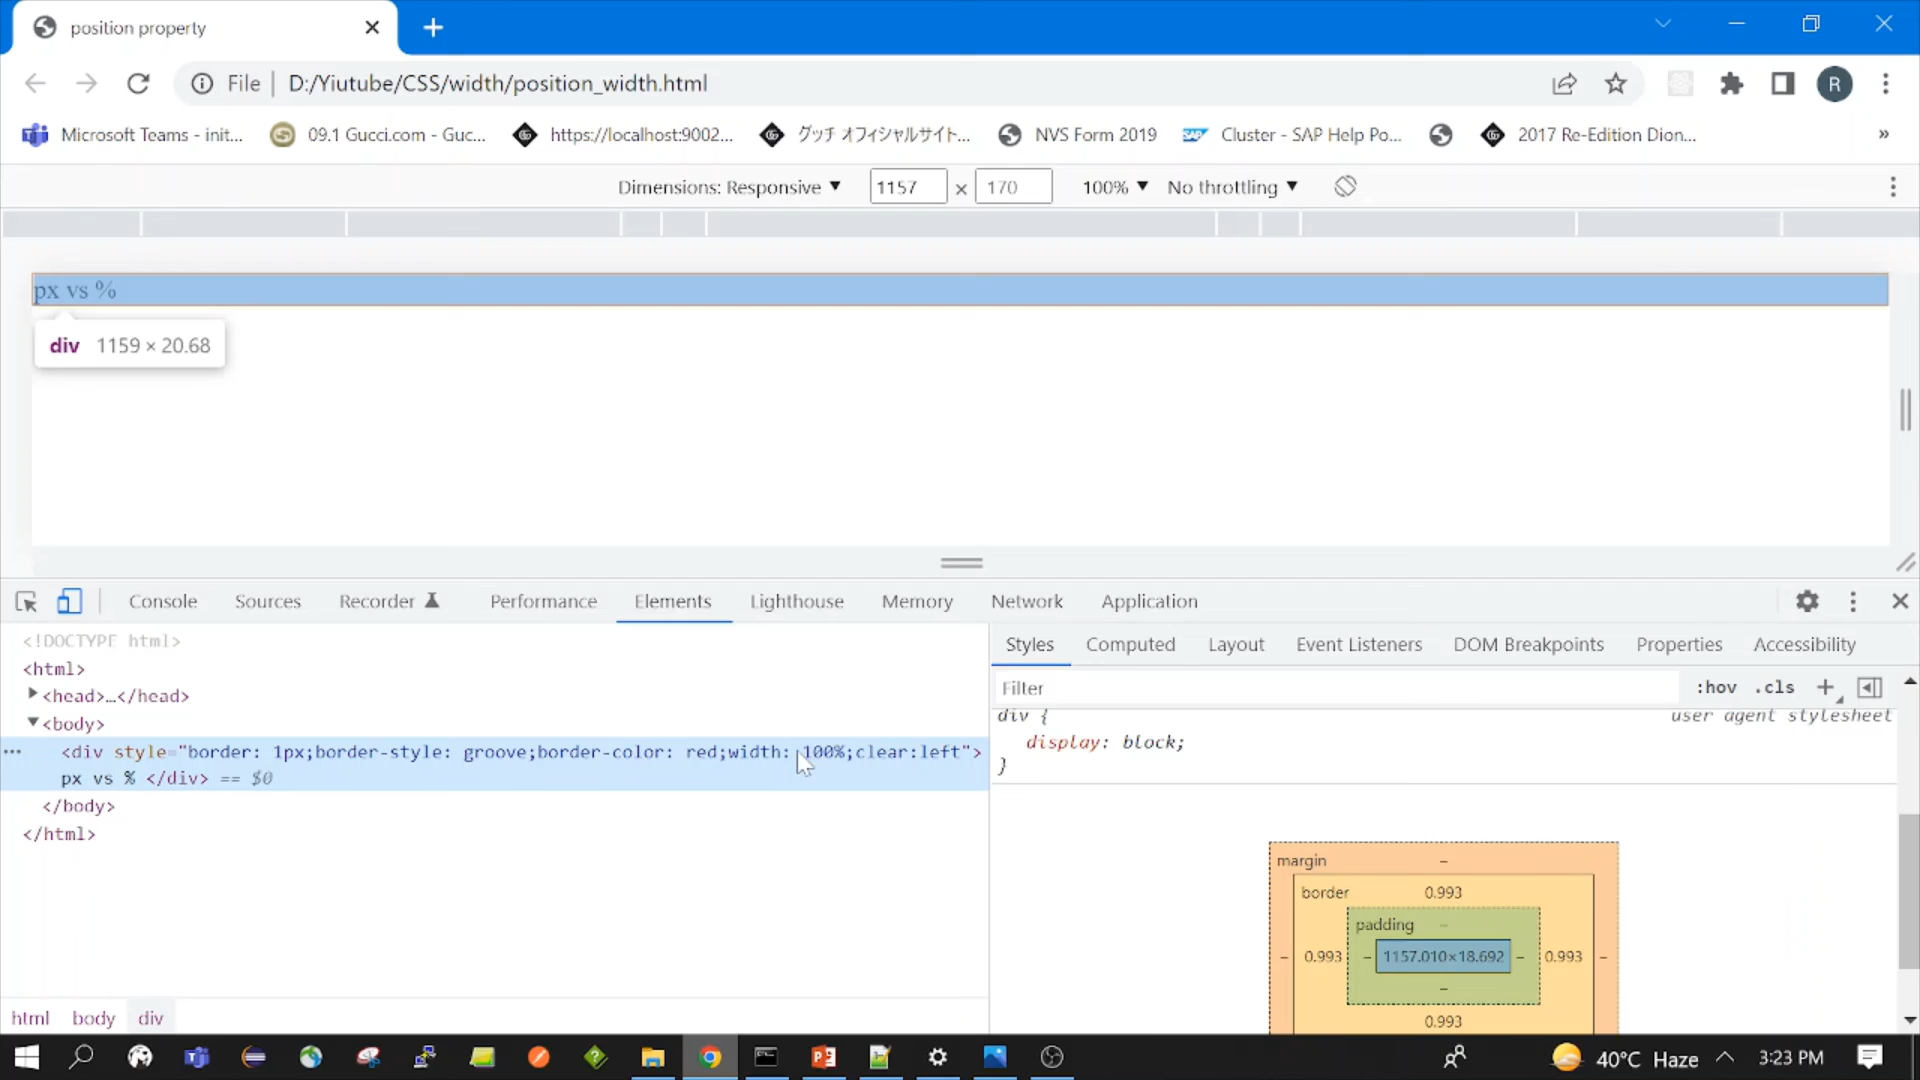 position property
File
D:/Yiutube/CSS/width/position_width.html
R
Microsoft Teams - init...
09.1 Gucci.com - Guc...
https://localhost:9002...
グッチ オフィシャルサイト...
NVS Form 2019
Cluster - SAP Help Po...
2017 Re-Edition Dion...
»
Dimensions: Responsive
1157
×
170
100%
No throttling
px vs %
div 1159 × 20.68
Console
Sources
Recorder
Performance
Elements
Lighthouse
Memory
Network
Application
<!DOCTYPE html>
<html>
<head>…</head>
<body>
<div style="border: 1px;border-style: groove;border-color: red;width: 100%;clear:left">
px vs % </div> == $0
</body>
</html>
html body div
Styles
Computed
Layout
Event Listeners
DOM Breakpoints
Properties
Accessibility
Filter
:hov .cls +
div {
user agent stylesheet
display: block;
}
margin –
border 0.993
padding –
– 0.993 – 1157.010×18.692 – 0.993 –
–
0.993
40°C Haze
3:23 PM